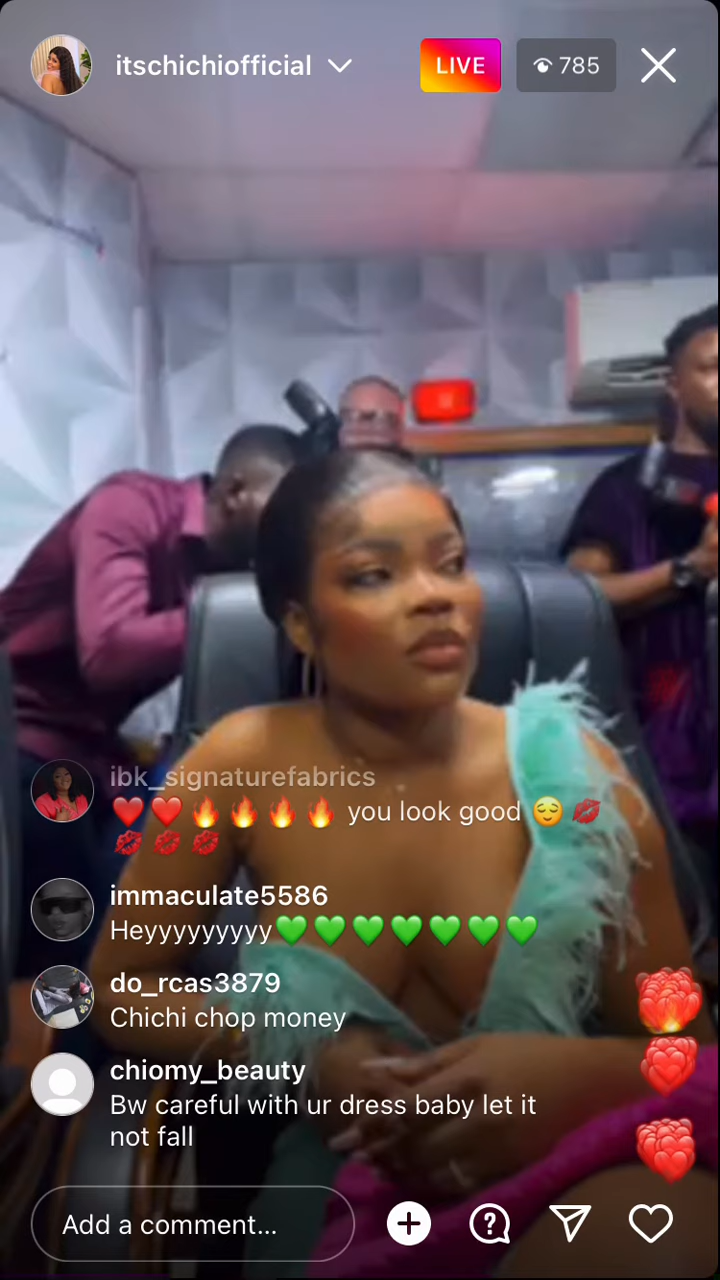 itschichiofficial
LIVE
785
ibk_signaturefabrics
❤️❤️🔥🔥🔥🔥 you look good 😌💋
💋💋💋
immaculate5586
Heyyyyyyyyy💚💚💚💚💚💚💚
do_rcas3879
Chichi chop money
chiomy_beauty
Bw careful with ur dress baby let it
not fall
Add a comment...